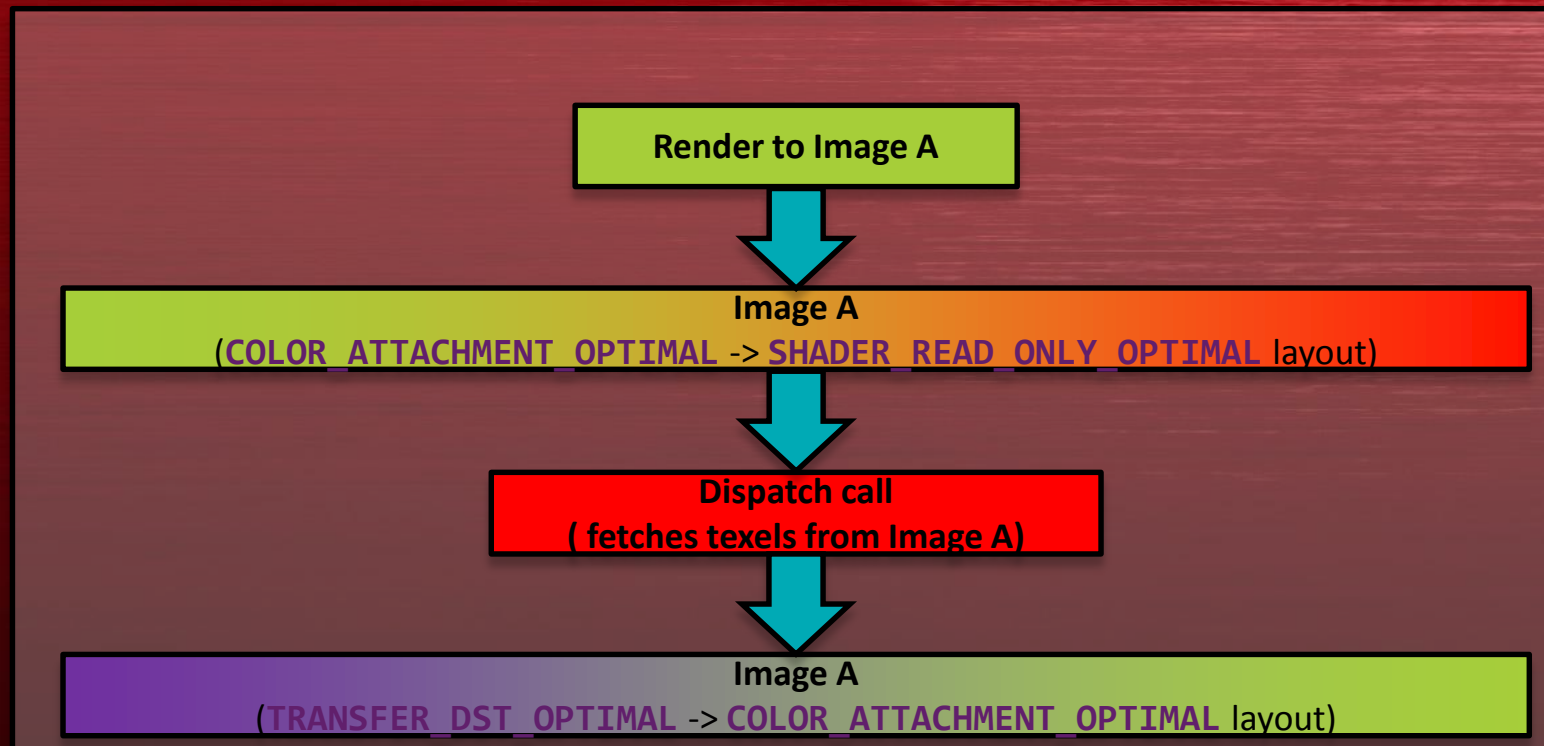 Render to Image A
Image A
(COLOR_ATTACHMENT_OPTIMAL -> SHADER_READ_ONLY_OPTIMAL layout)
Dispatch call
( fetches texels from Image A)
Image A
(TRANSFER_DST_OPTIMAL -> COLOR_ATTACHMENT_OPTIMAL layout)